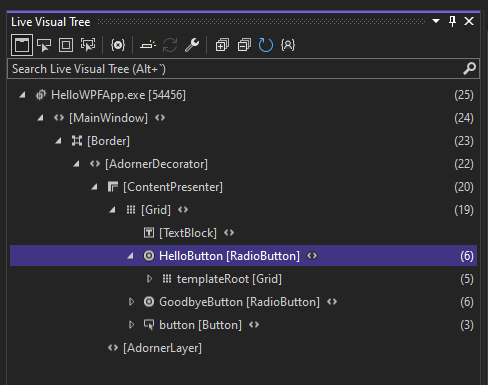 Live Visual Tree
Search Live Visual Tree (Alt+`)
HelloWPFApp.exe [54456] (25)
[MainWindow] (24)
[Border] (23)
[AdornerDecorator] (22)
[ContentPresenter] (20)
[Grid] (19)
[TextBlock]
HelloButton [RadioButton] (6)
templateRoot [Grid] (5)
GoodbyeButton [RadioButton] (6)
button [Button] (3)
[AdornerLayer]